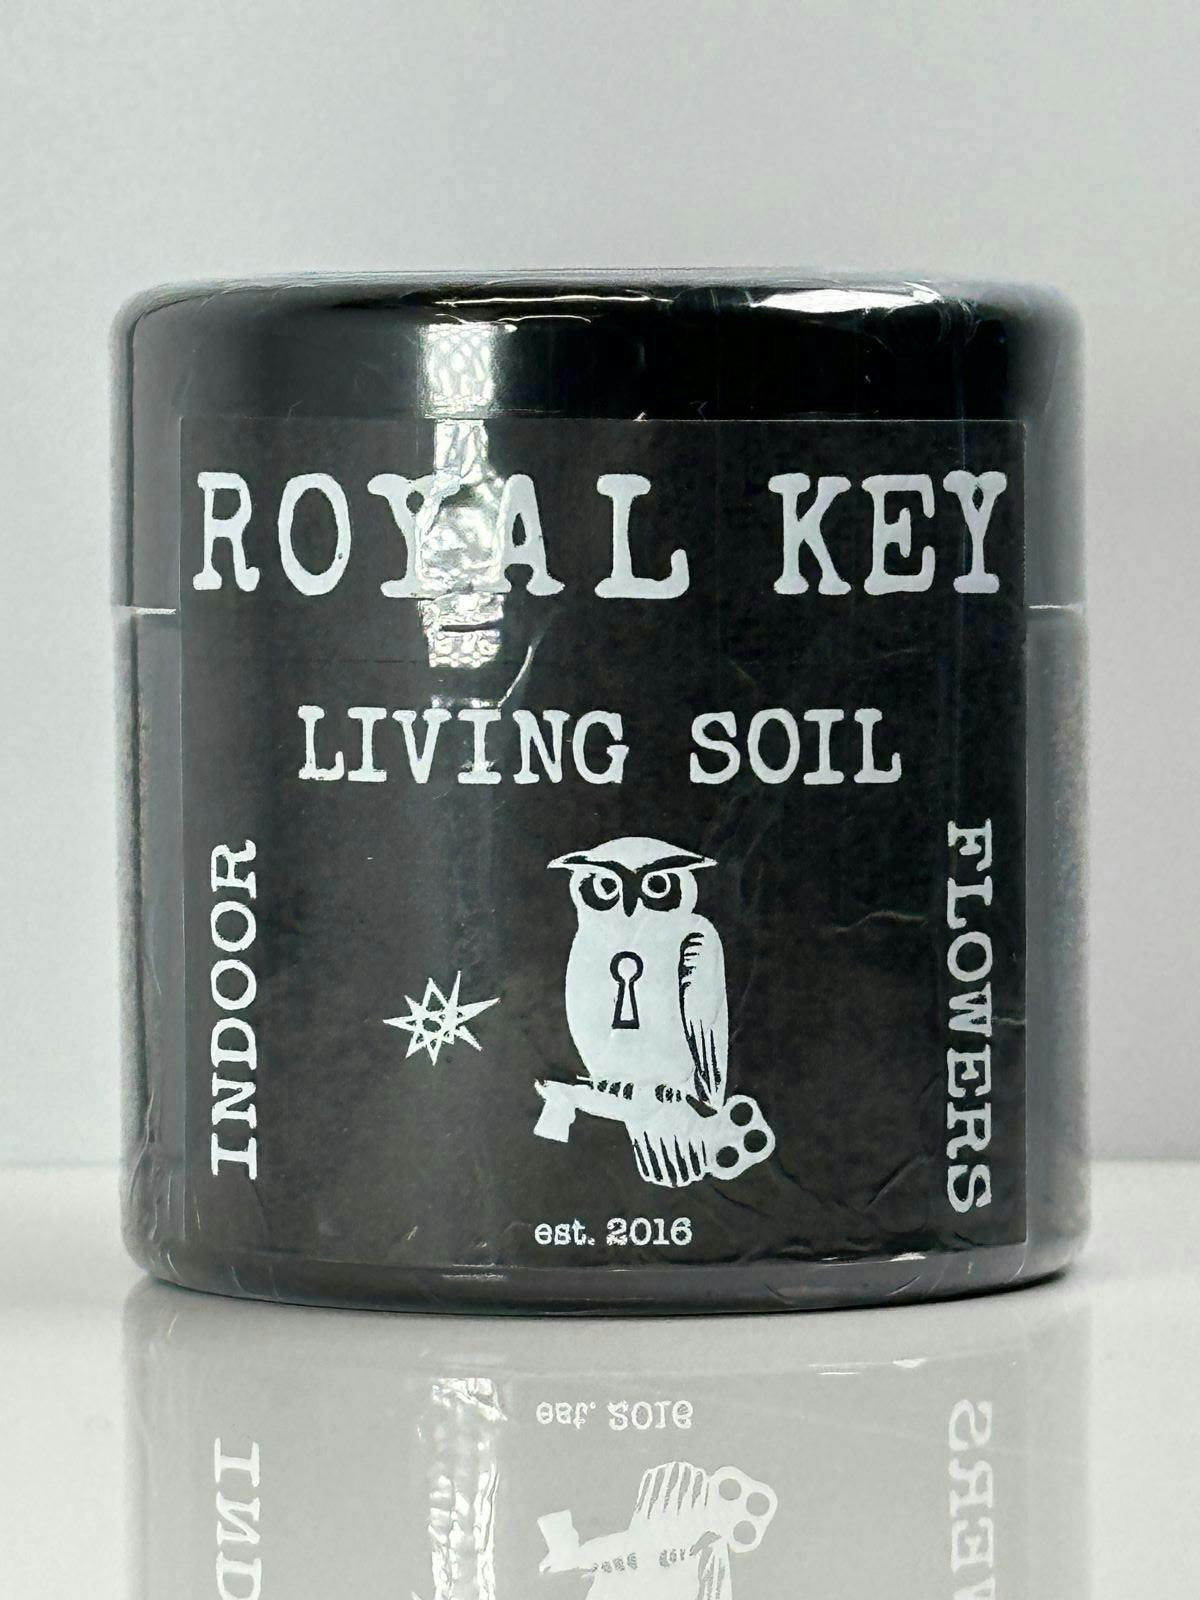 ROYAL KEY
LIVING SOIL
INDOOR
FLOWERS
est. 2016